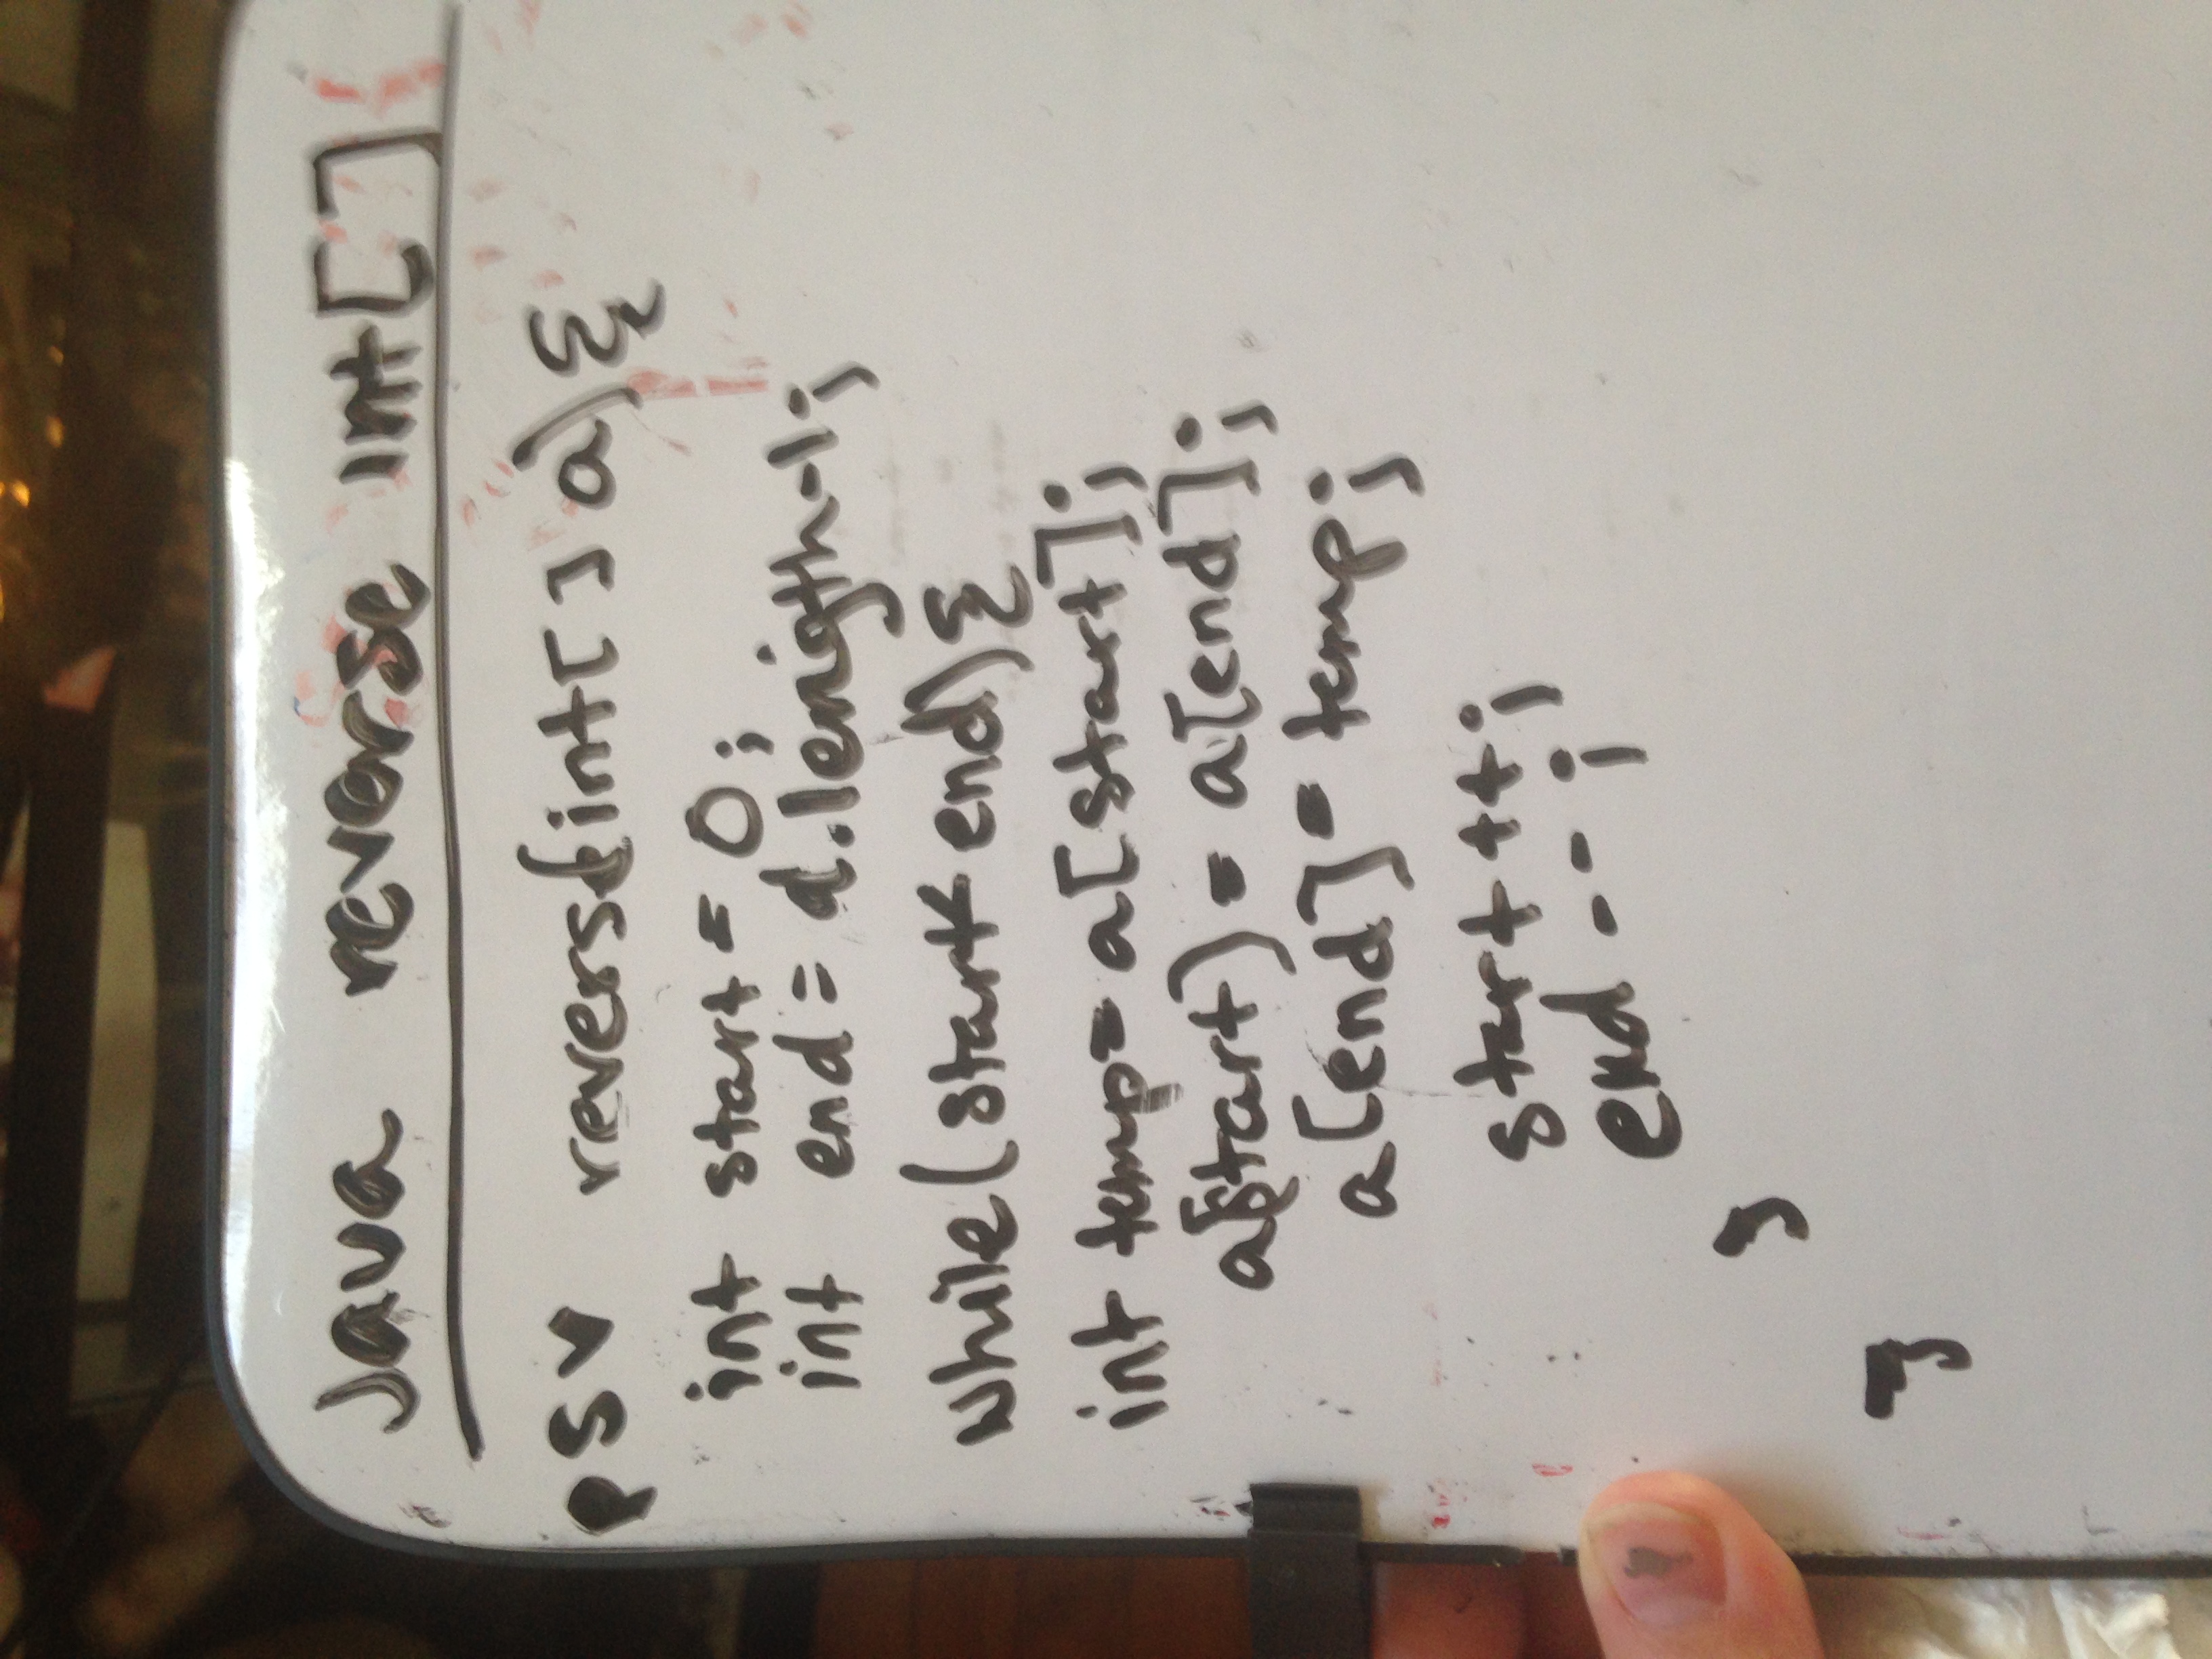 Java reverse int[]
psv reverse(int[] a){
int start = 0;
int end = a.length-1;
while(start< end){
int temp= a[start];
a[start] = a[end];
a[end] = temp;
start ++;
end --;
}
}